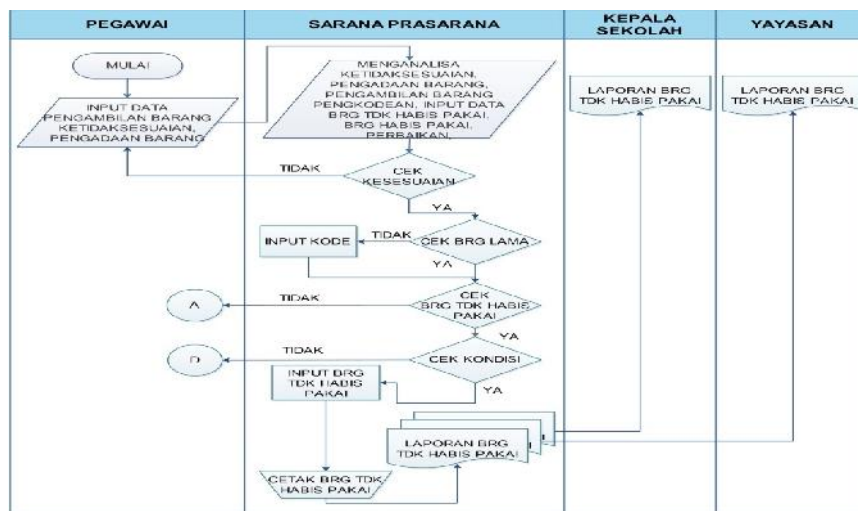 PEGAWAI
SARANA PRASARANA
KEPALA
SEKOLAH
YAYASAN
MULAI
INPUT DATA
PENGAMBILAN BARANG
KETIDAKSESUAIAN,
PENGADAAN BARANG
MENGANALISA
KETIDAKSESUAIAN,
PENGADAAN BARANG,
PENGAMBILAN BARANG
PENGKODEAN, INPUT DATA
BRG TDK HABIS PAKAI,
BRG HABIS PAKAI,
PERBAIKAN,
LAPORAN BRG
TDK HABIS PAKAI
LAPORAN BRG
TDK HABIS PAKAI
TIDAK
CEK
KESESUAIAN
YA
INPUT KODE
TIDAK
CEK BRG LAMA
YA
A
TIDAK
CEK
BRG TDK HABIS
PAKAI
YA
D
TIDAK
CEK KONDISI
INPUT BRG
TDK HABIS
PAKAI
YA
LAPORAN BRG
TDK HABIS PAKAI
CETAK BRG TDK
HABIS PAKAI